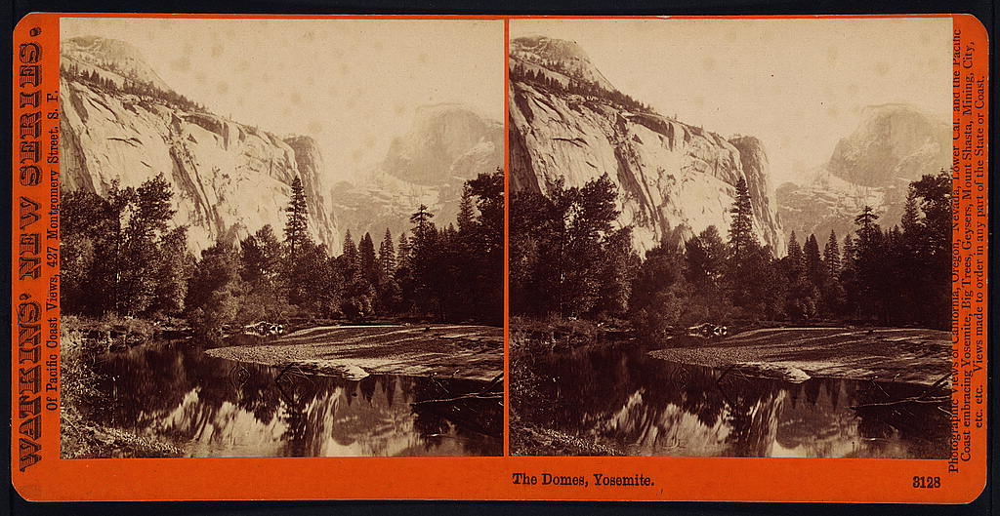 WATKINS' NEW SERIES.
Of Pacific Coast Views, 427 Montgomery Street, S. F.
The Domes, Yosemite.
3128
Photographic Views of California, Oregon, Nevada, Lower Cal. and the Pacific
Coast embracing Yosemite, Big Trees, Geysers, Mount Shasta, Mining, City,
etc. etc. Views made to order in any part of the State or Coast.